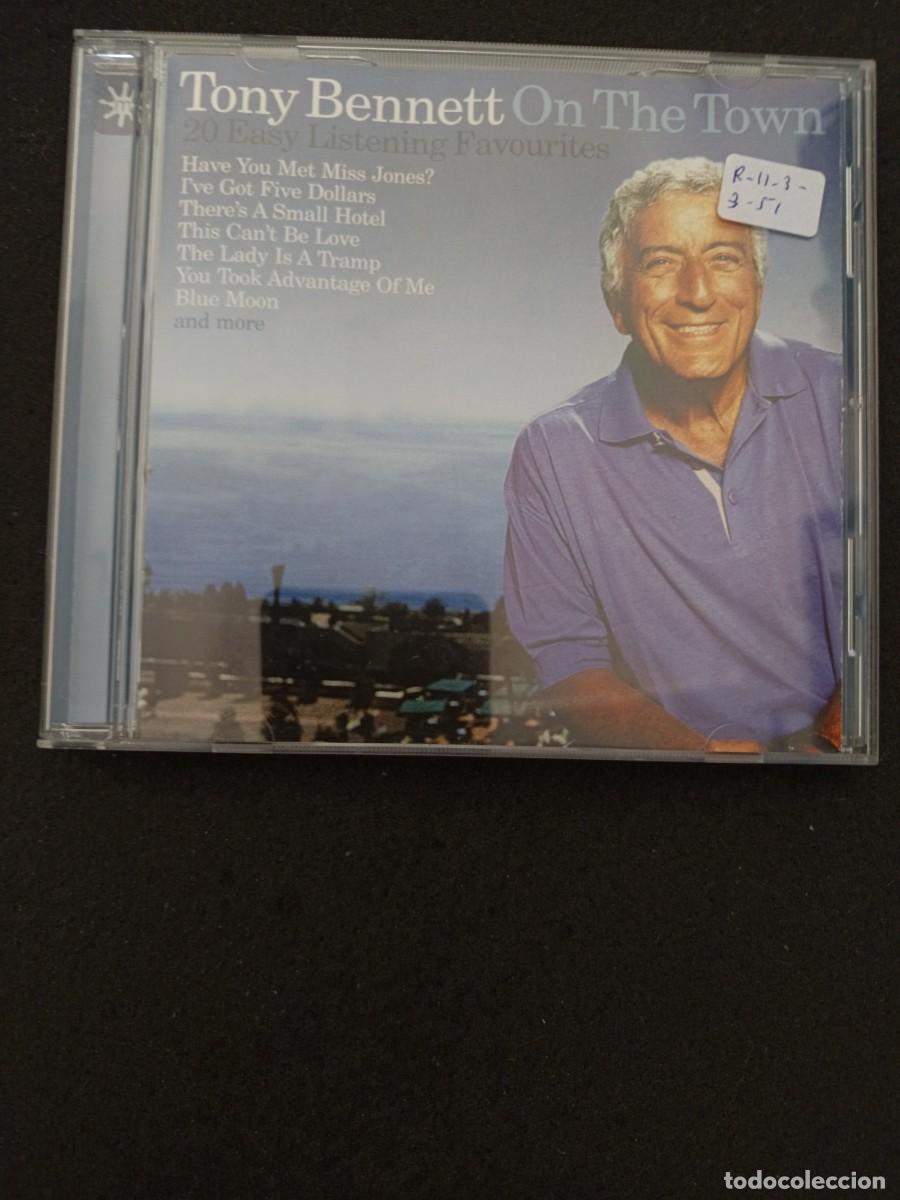 Tony Bennett On The Town
20 Easy Listening Favourites
Have You Met Miss Jones?
I've Got Five Dollars
There's A Small Hotel
This Can't Be Love
The Lady Is A Tramp
You Took Advantage Of Me
Blue Moon
and more
R-11-3-
3-51
todocoleccion